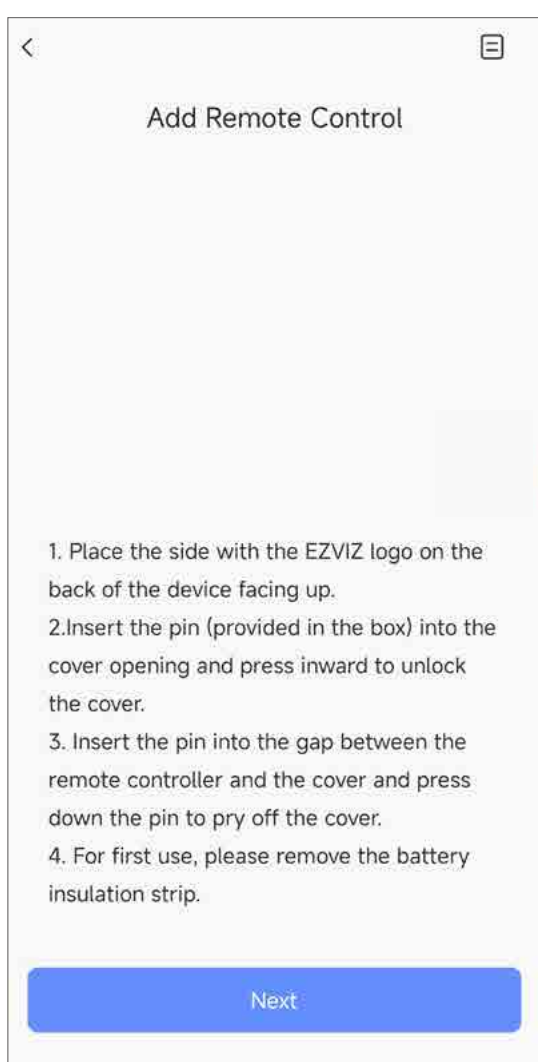 Add Remote Control
1. Place the side with the EZVIZ logo on the
back of the device facing up.
2.Insert the pin (provided in the box) into the
cover opening and press inward to unlock
the cover.
3. Insert the pin into the gap between the
remote controller and the cover and press
down the pin to pry off the cover.
4. For first use, please remove the battery
insulation strip.
Next